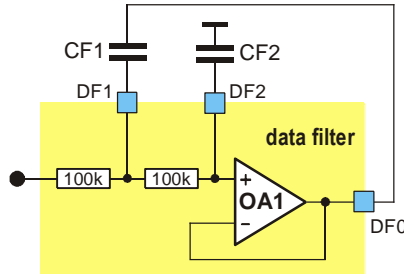 CF1
CF2
DF1
DF2
data filter
100k
100k
+
OA1
−
DF0